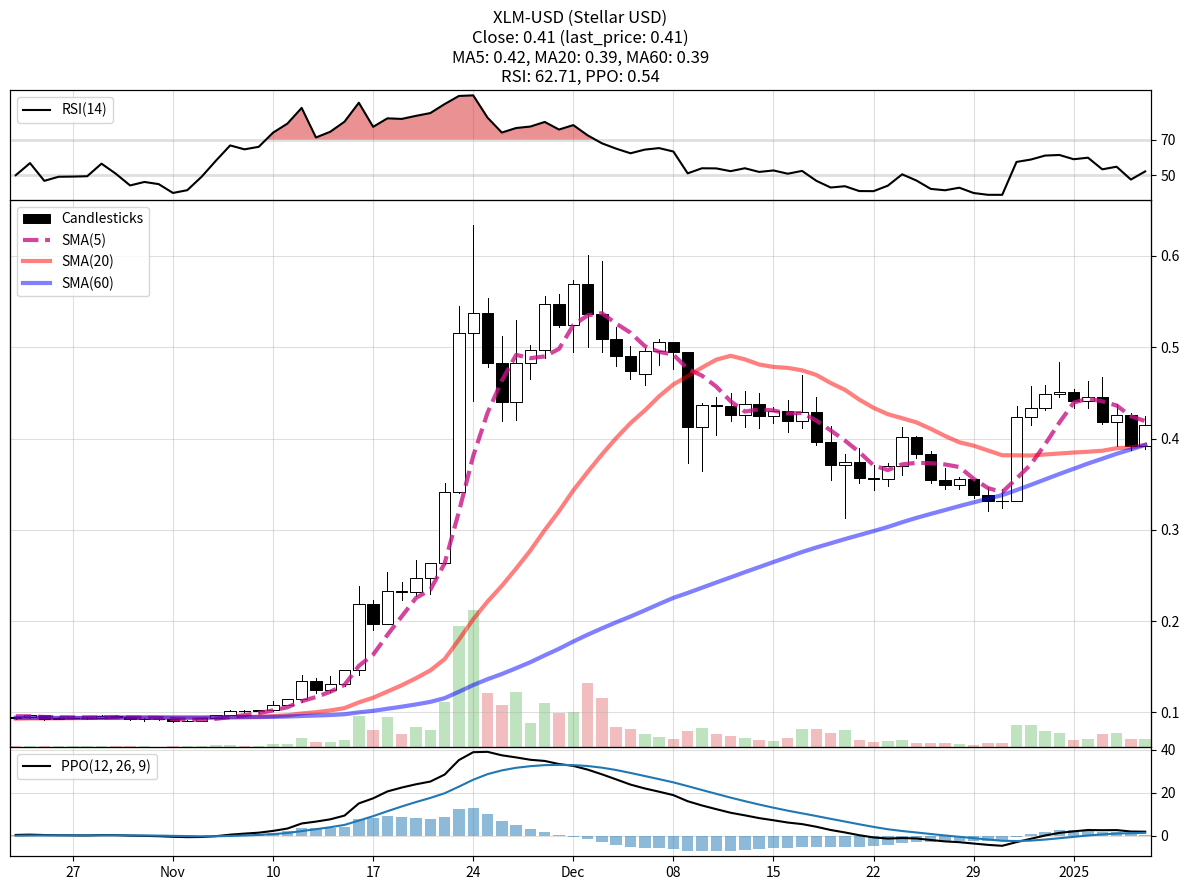 XLM-USD (Stellar USD)
Close: 0.41 (last_price: 0.41)
MA5: 0.42, MA20: 0.39, MA60: 0.39
RSI: 62.71, PPO: 0.54
RSI(14)
70
50
Candlesticks
SMA(5)
SMA(20)
SMA(60)
0.6
0.5
0.4
0.3
0.2
0.1
PPO(12, 26, 9)
40
20
0
27 Nov 10 17 24 Dec 08 15 22 29 2025